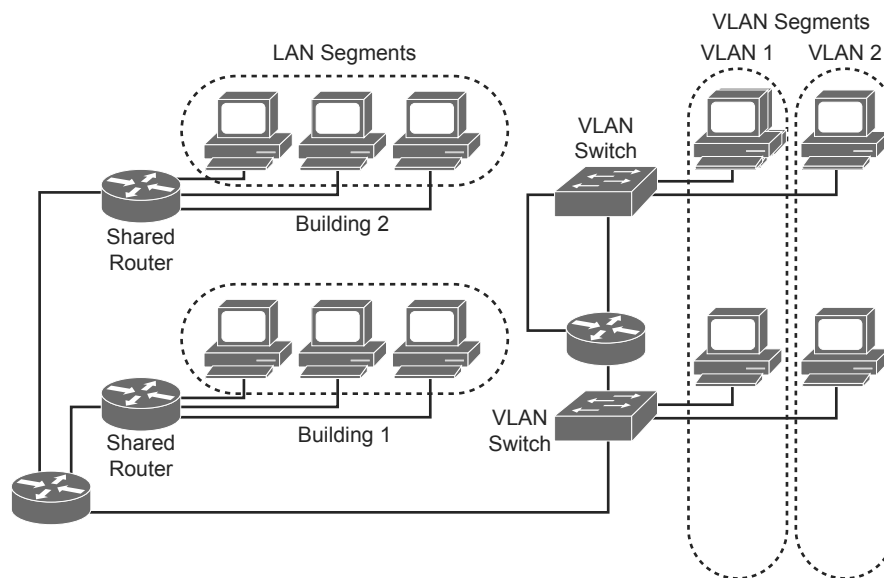 VLAN Segments
LAN Segments
VLAN 1
VLAN 2
VLAN
Switch
Building 2
Shared
Router
Building 1
VLAN
Switch
Shared
Router